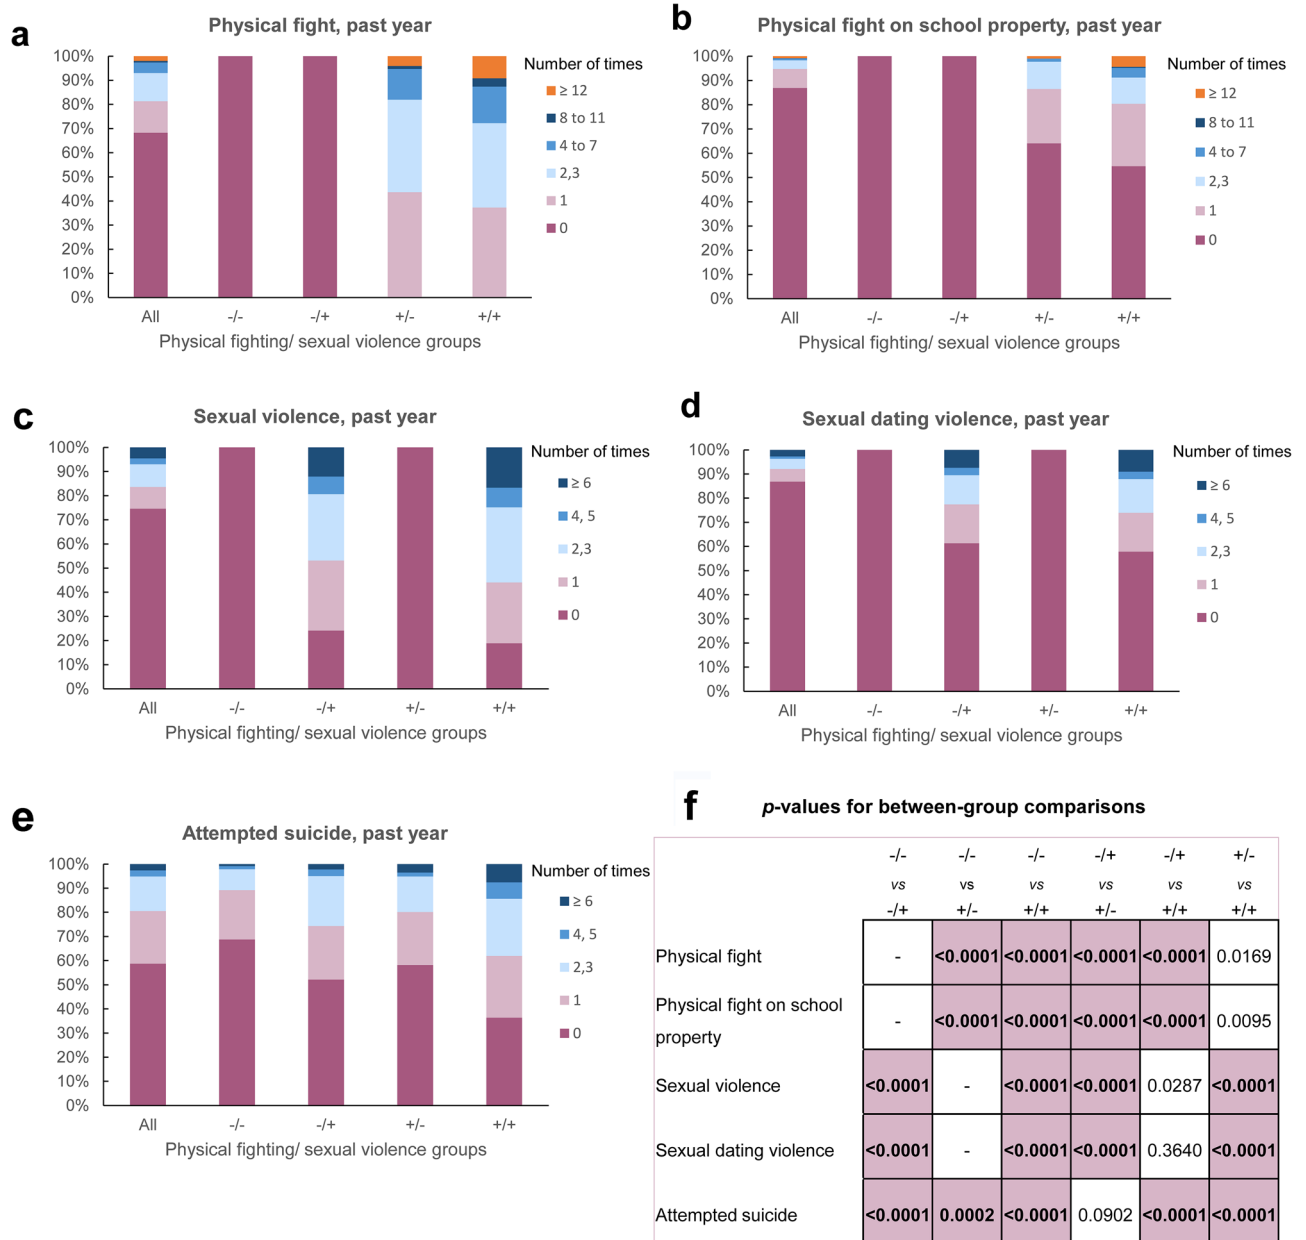 a
Physical fight, past year
100%
90%
80%
70%
60%
50%
40%
30%
20%
10%
0%
All -/- -/+ +/- +/+
Physical fighting/ sexual violence groups
Number of times
≥ 12
8 to 11
4 to 7
2,3
1
0
b
Physical fight on school property, past year
100%
90%
80%
70%
60%
50%
40%
30%
20%
10%
0%
All -/- -/+ +/- +/+
Physical fighting/ sexual violence groups
Number of times
≥ 12
8 to 11
4 to 7
2,3
1
0
c
Sexual violence, past year
100%
90%
80%
70%
60%
50%
40%
30%
20%
10%
0%
All -/- -/+ +/- +/+
Physical fighting/ sexual violence groups
Number of times
≥ 6
4, 5
2,3
1
0
d
Sexual dating violence, past year
100%
90%
80%
70%
60%
50%
40%
30%
20%
10%
0%
All -/- -/+ +/- +/+
Physical fighting/ sexual violence groups
Number of times
≥ 6
4, 5
2,3
1
0
e
Attempted suicide, past year
100%
90%
80%
70%
60%
50%
40%
30%
20%
10%
0%
All -/- -/+ +/- +/+
Physical fighting/ sexual violence groups
Number of times
≥ 6
4, 5
2,3
1
0
f
p-values for between-group comparisons
-/- -/- -/- -/+ -/+ +/-
vs vs vs vs vs vs
-/+ +/- +/+ +/- +/+ +/+
Physical fight - <0.0001 <0.0001 <0.0001 <0.0001 0.0169
Physical fight on school
property - <0.0001 <0.0001 <0.0001 <0.0001 0.0095
Sexual violence <0.0001 - <0.0001 <0.0001 0.0287 <0.0001
Sexual dating violence <0.0001 - <0.0001 <0.0001 0.3640 <0.0001
Attempted suicide <0.0001 0.0002 <0.0001 0.0902 <0.0001 <0.0001